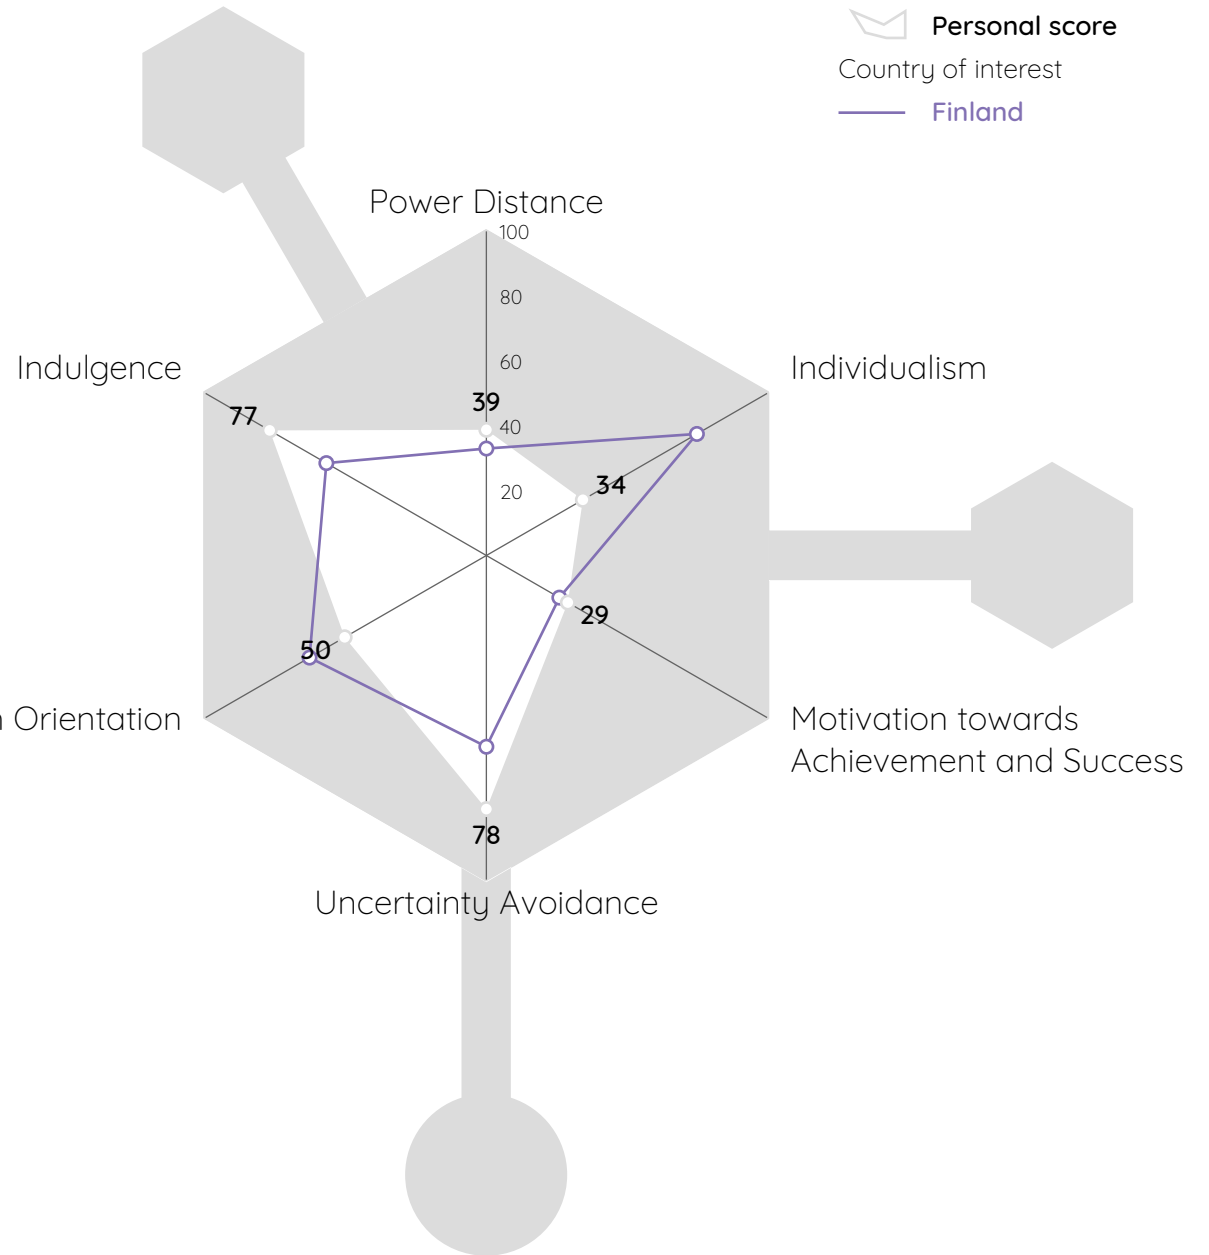 Personal score
Country of interest
Finland
Power Distance
100
80
60
39
40
20
Indulgence
77
Individualism
34
29
50
Orientation
Motivation towards
Achievement and Success
78
Uncertainty Avoidance